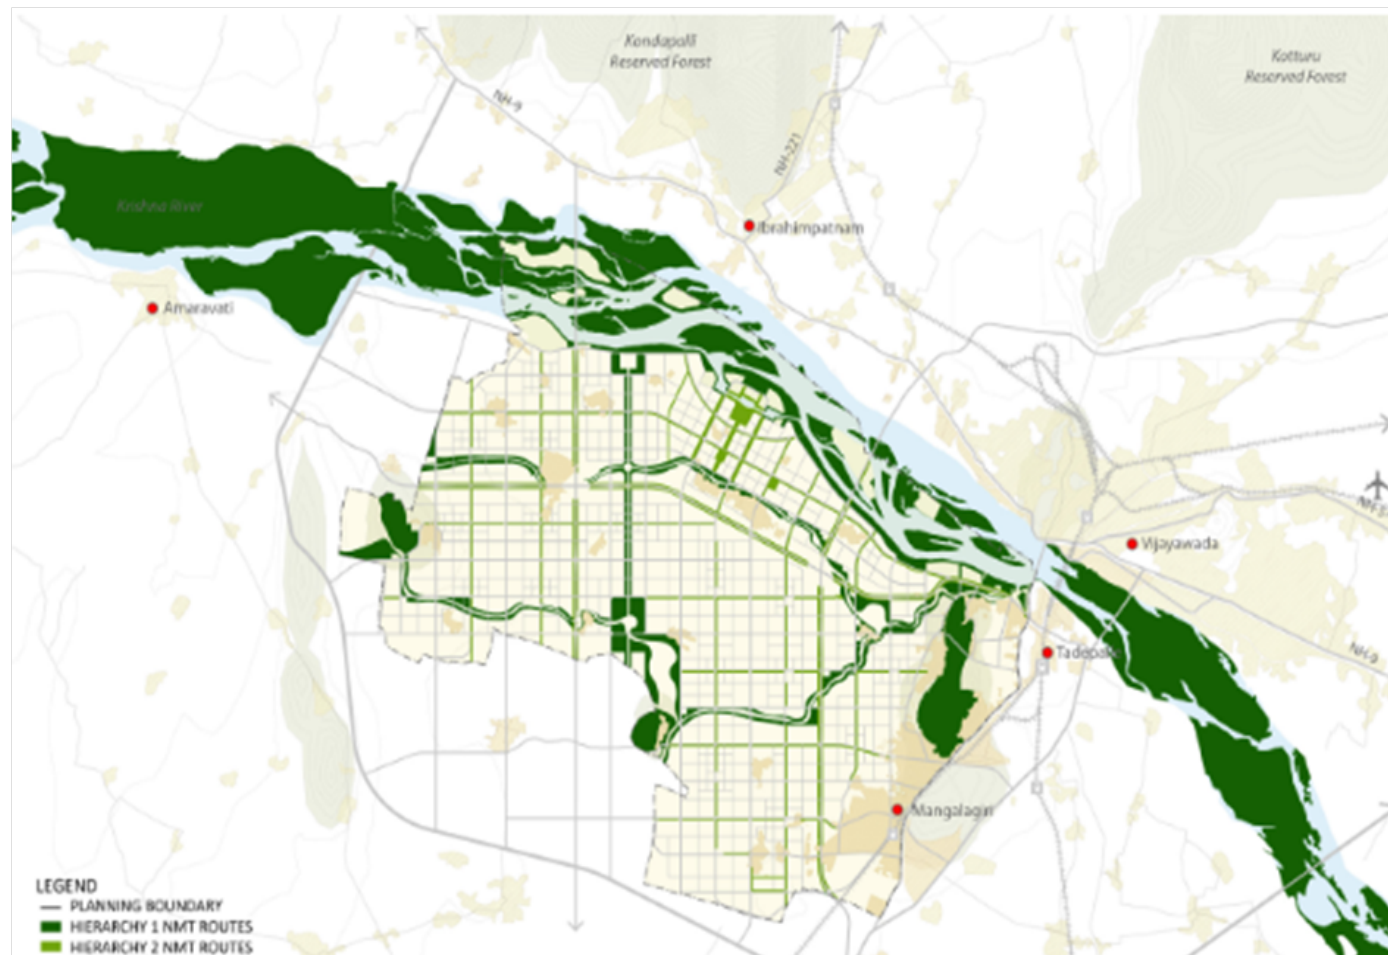 Kondapalli
Reserved Forest
Kotturu
Reserved Forest
NH-9
NH-221
Krishna River
Ibrahimpatnam
Amaravati
Vijayawada
NH-9
Tadepalli
Mangalagiri
LEGEND
PLANNING BOUNDARY
HIERARCHY 1 NMT ROUTES
HIERARCHY 2 NMT ROUTES